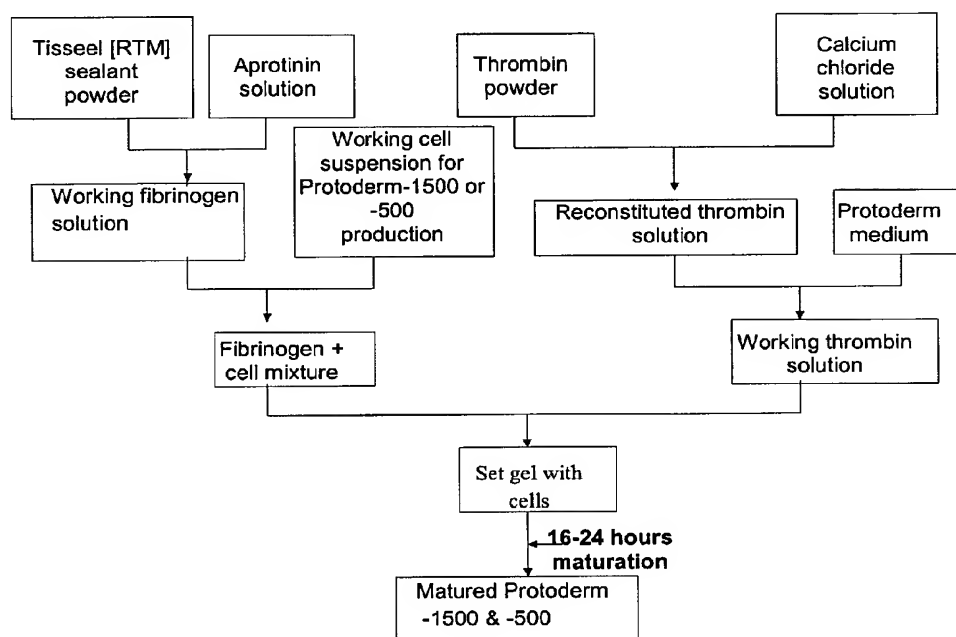 Tisseel [RTM]
sealant
powder
Aprotinin
solution
Thrombin
powder
Calcium
chloride
solution
Working fibrinogen
solution
Working cell
suspension for
Protoderm-1500 or
-500
production
Reconstituted thrombin
solution
Protoderm
medium
Fibrinogen +
cell mixture
Working thrombin
solution
Set gel with
cells
16-24 hours
maturation
Matured Protoderm
-1500 & -500